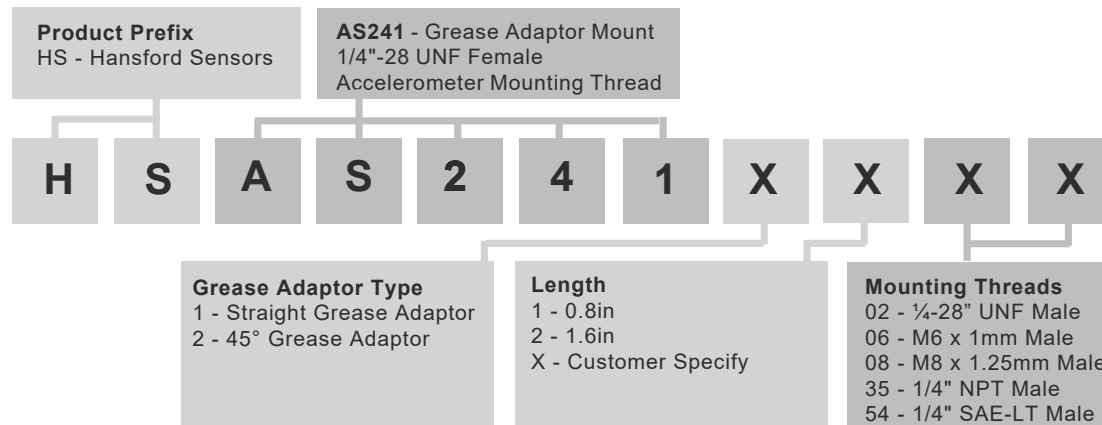 Product Prefix
HS - Hansford Sensors
AS241 - Grease Adaptor Mount
1/4"-28 UNF Female
Accelerometer Mounting Thread
H S A S 2 4 1 X X X X
Grease Adaptor Type
1 - Straight Grease Adaptor
2 - 45° Grease Adaptor
Length
1 - 0.8in
2 - 1.6in
X - Customer Specify
Mounting Threads
02 - ¼-28” UNF Male
06 - M6 x 1mm Male
08 - M8 x 1.25mm Male
35 - 1/4" NPT Male
54 - 1/4" SAE-LT Male